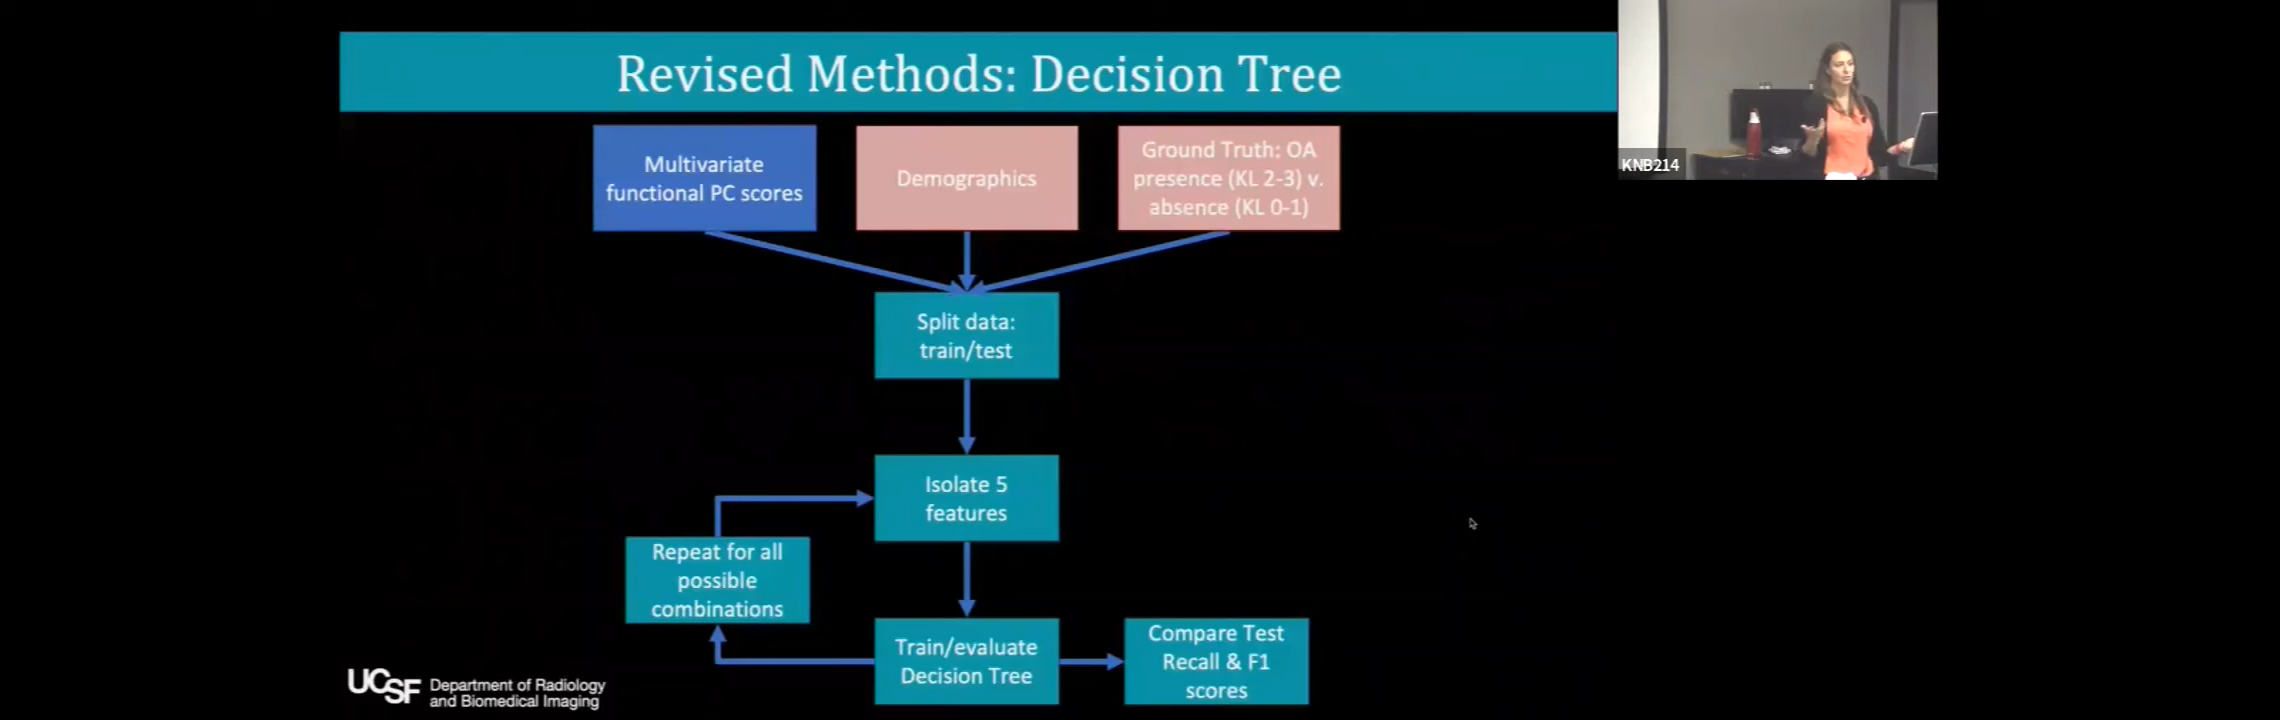 Revised Methods: Decision Tree
Multivariate
functional PC scores
Demographics
Ground Truth: OA
presence (KL 2-3) v.
absence (KL 0-1)
KNB214
Split data:
train/test
Isolate 5
features
Repeat for all
possible
combinations
Train/evaluate
Decision Tree
Compare Test
Recall & F1
scores
UCSF
Department of Radiology
and Biomedical Imaging